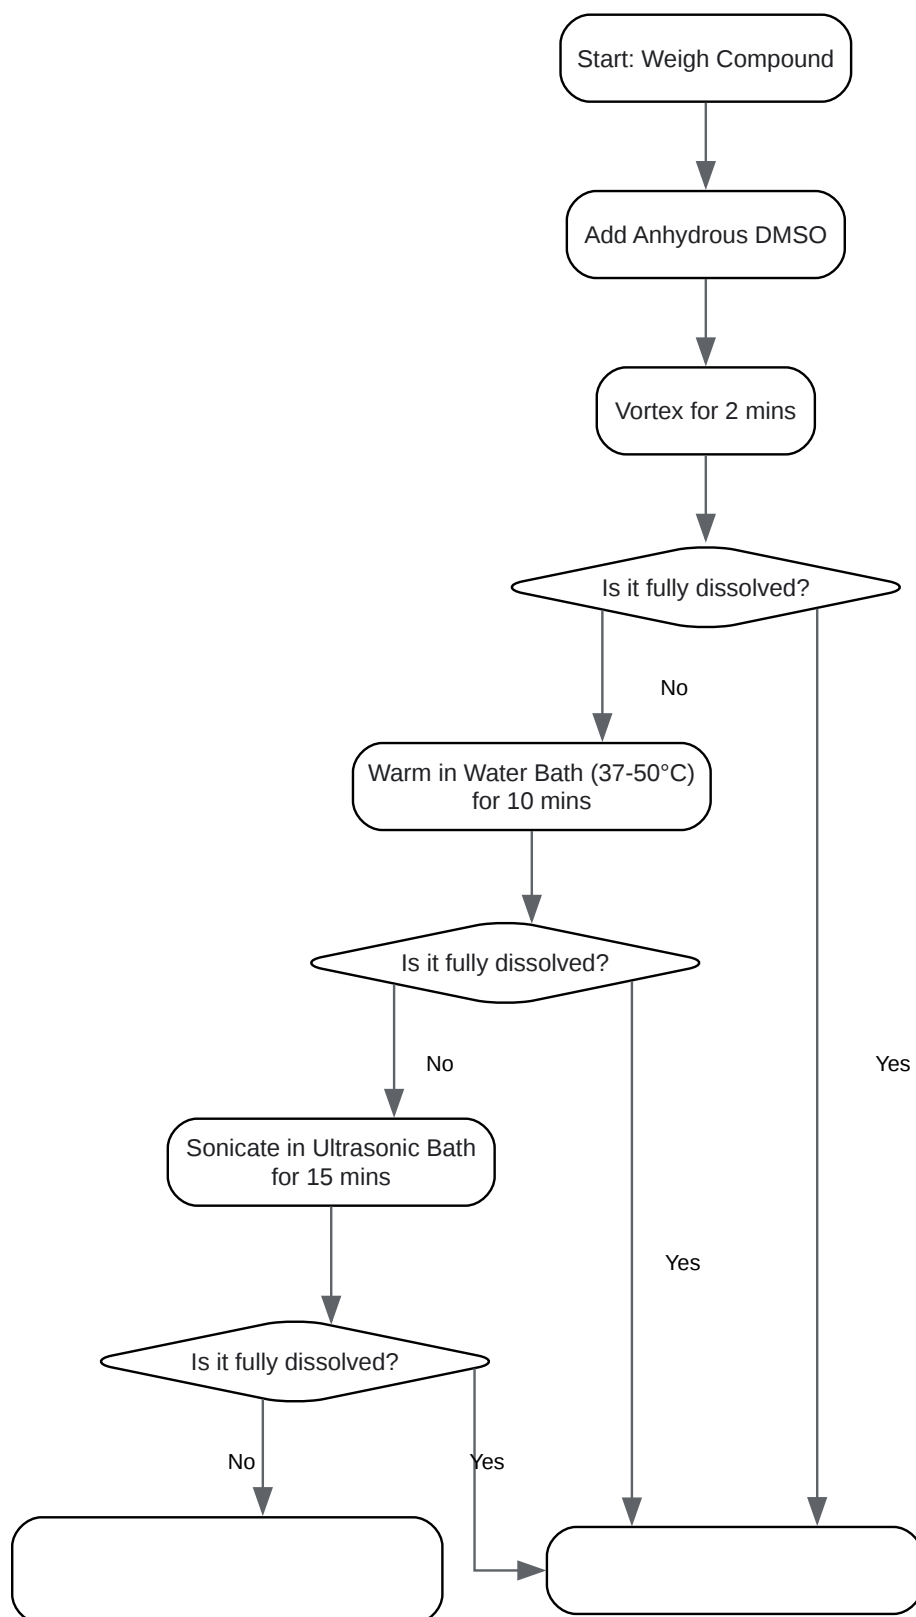 Start: Weigh Compound
Add Anhydrous DMSO
Vortex for 2 mins
Is it fully dissolved?
No
Warm in Water Bath (37-50°C)
for 10 mins
Is it fully dissolved?
No
Yes
Sonicate in Ultrasonic Bath
for 15 mins
Yes
Is it fully dissolved?
No
Yes